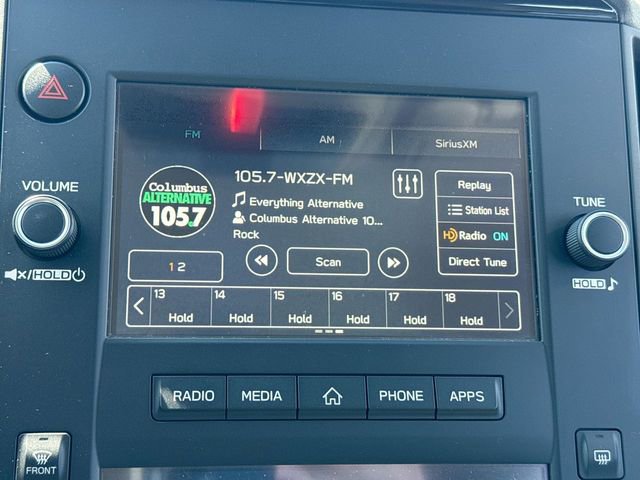 FM
AM
SiriusXM
VOLUME
TUNE
105.7-WXZX-FM
Columbus
ALTERNATIVE
105.7
Everything Alternative
Columbus Alternative 10...
Rock
Replay
Station List
HD Radio ON
Direct Tune
1 2
Scan
HOLD
HOLD
13 14 15 16 17 18
Hold Hold Hold Hold Hold Hold
RADIO MEDIA PHONE APPS
FRONT